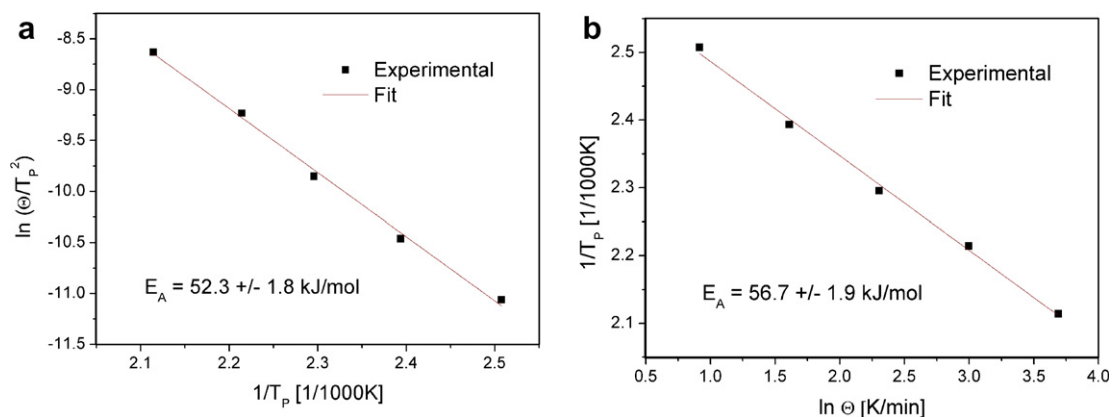 a
-8.5
-9.0
-9.5
-10.0
-10.5
-11.0
-11.5
ln (Θ/T_P^2)
Experimental
Fit
E_A = 52.3 +/- 1.8 kJ/mol
2.1 2.2 2.3 2.4 2.5
1/T_P [1/1000K]
b
2.5
2.4
2.3
2.2
2.1
1/T_P [1/1000K]
Experimental
Fit
E_A = 56.7 +/- 1.9 kJ/mol
0.5 1.0 1.5 2.0 2.5 3.0 3.5 4.0
ln Θ [K/min]